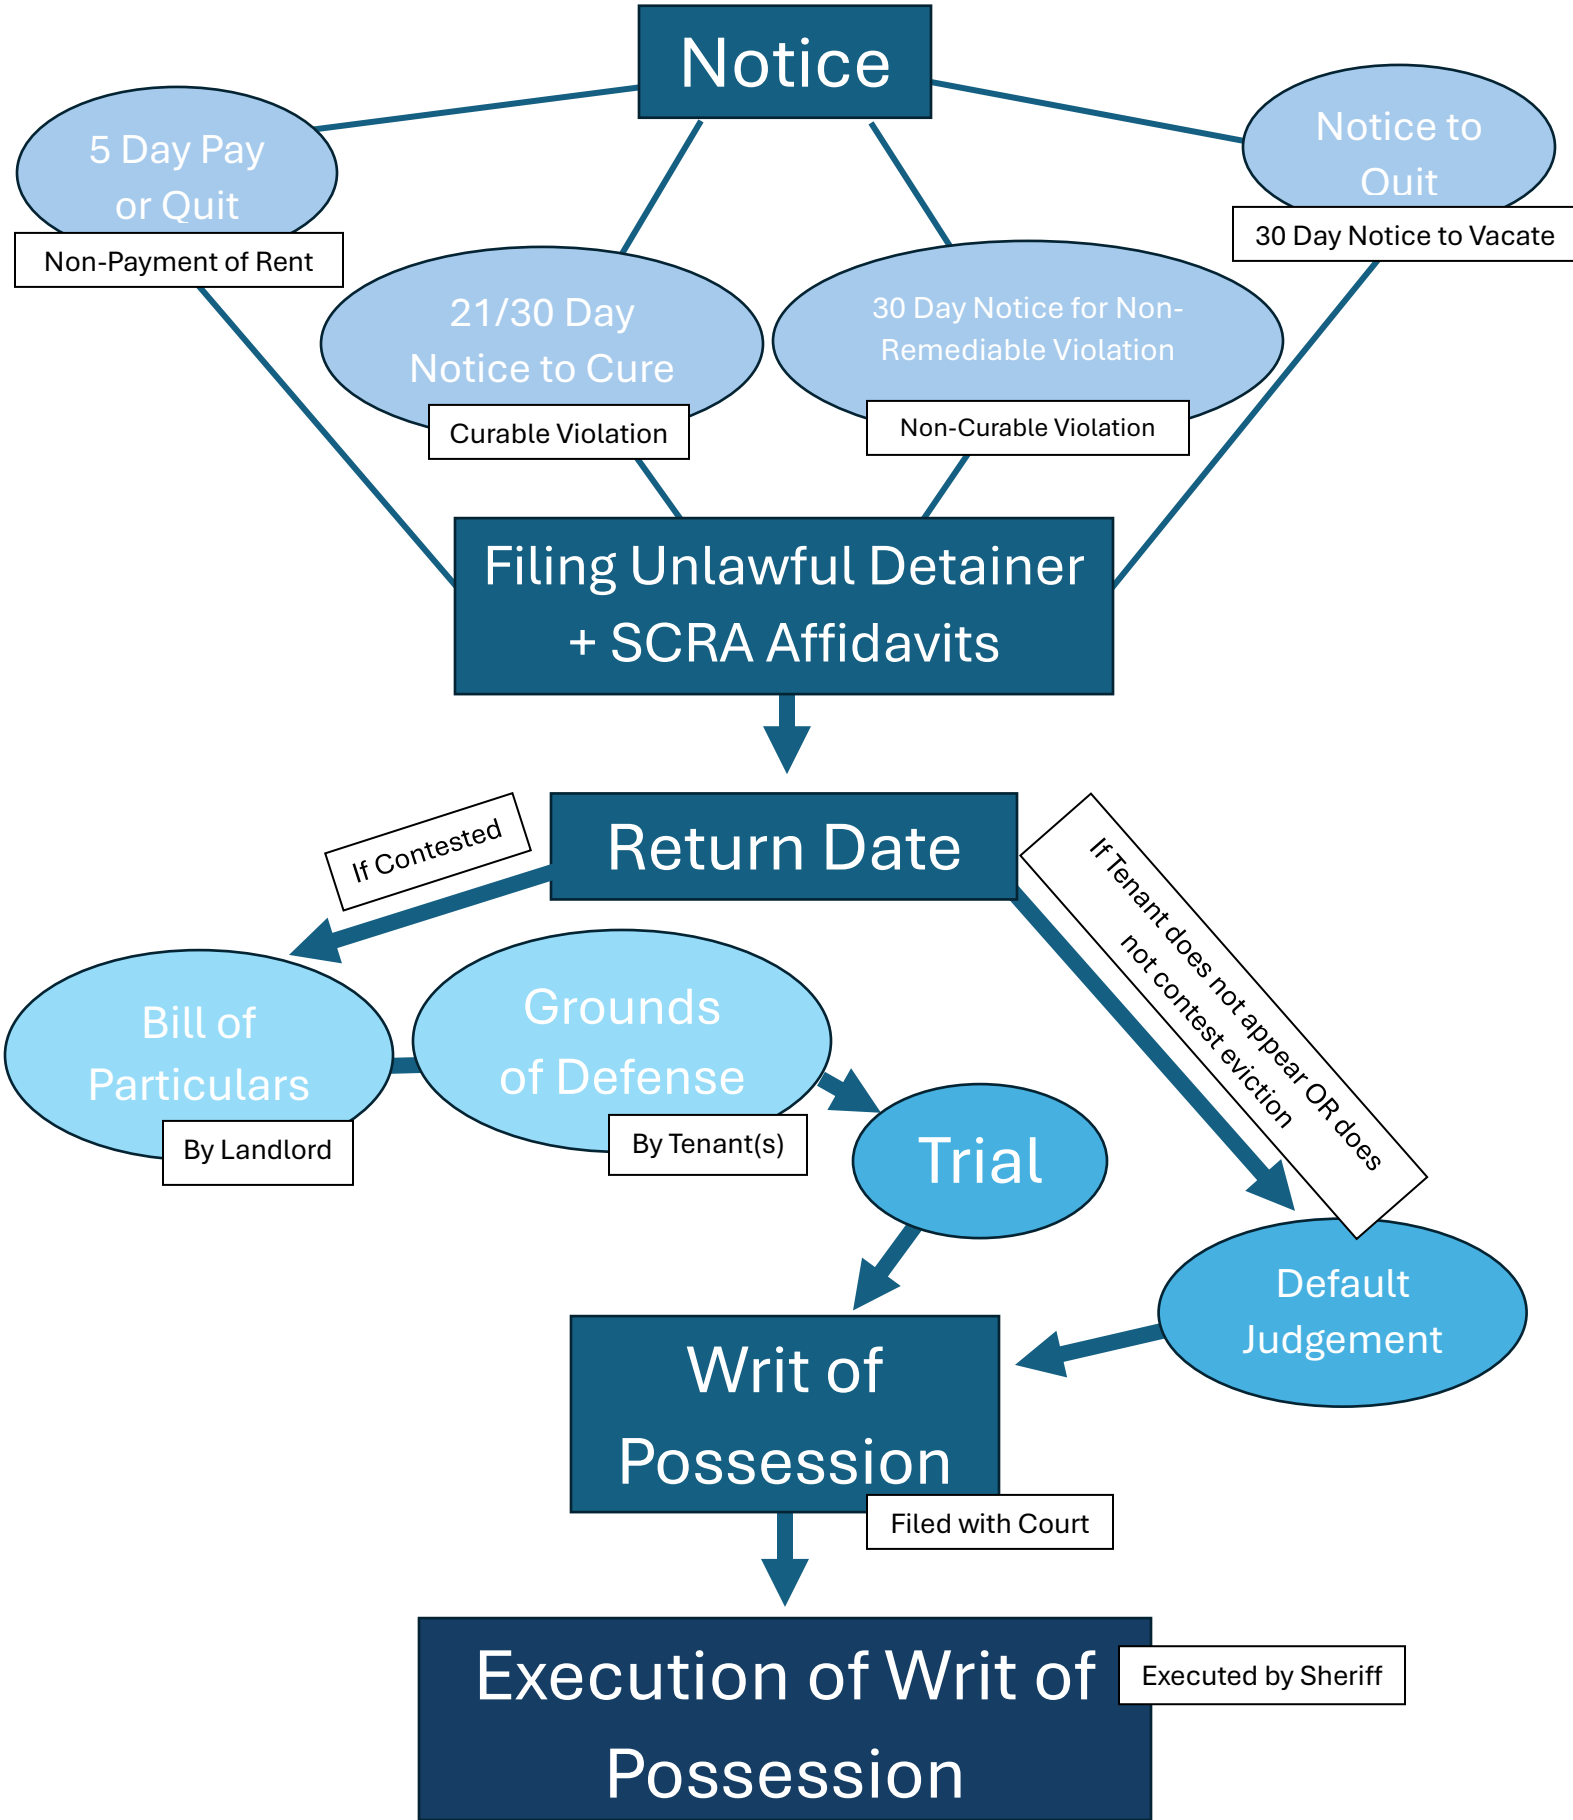 Notice
5 Day Pay
or Quit
Non-Payment of Rent
Notice to
Quit
30 Day Notice to Vacate
21/30 Day
Notice to Cure
Curable Violation
30 Day Notice for Non-
Remediable Violation
Non-Curable Violation
Filing Unlawful Detainer
+ SCRA Affidavits
Return Date
If Contested
If Tenant does not appear OR does
not contest eviction
Bill of
Particulars
By Landlord
Grounds
of Defense
By Tenant(s)
Trial
Default
Judgement
Writ of
Possession
Filed with Court
Execution of Writ of
Possession
Executed by Sheriff